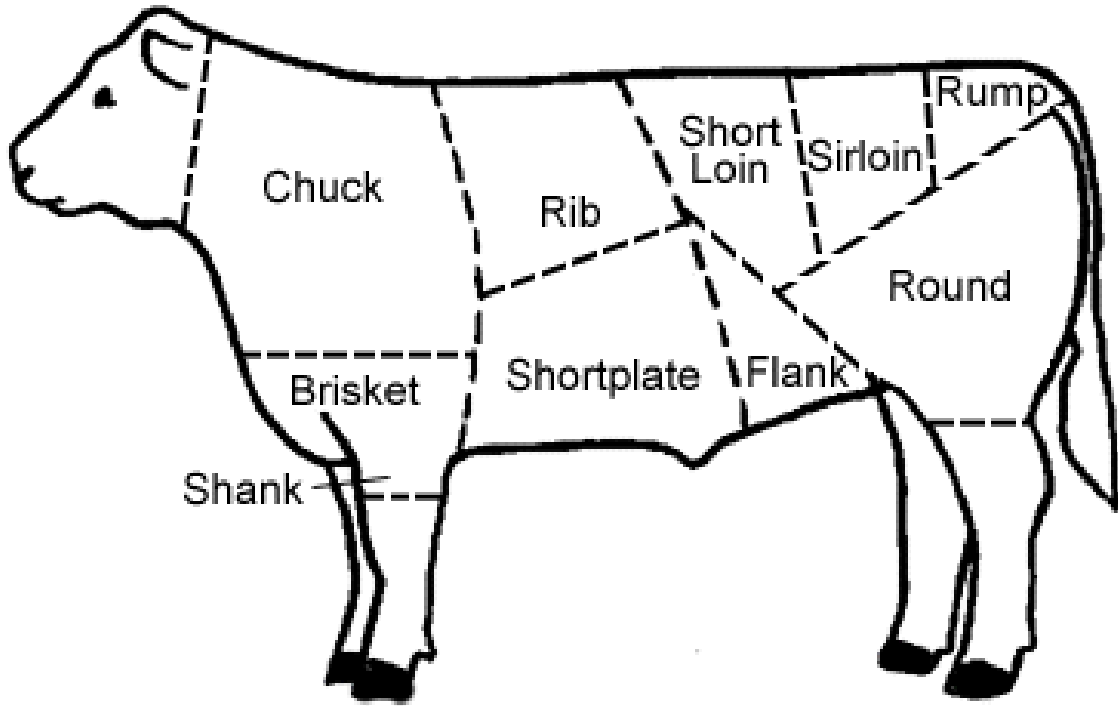 Rump
Short
Loin
Sirloin
Chuck
Rib
Round
Shortplate
Flank
Brisket
Shank